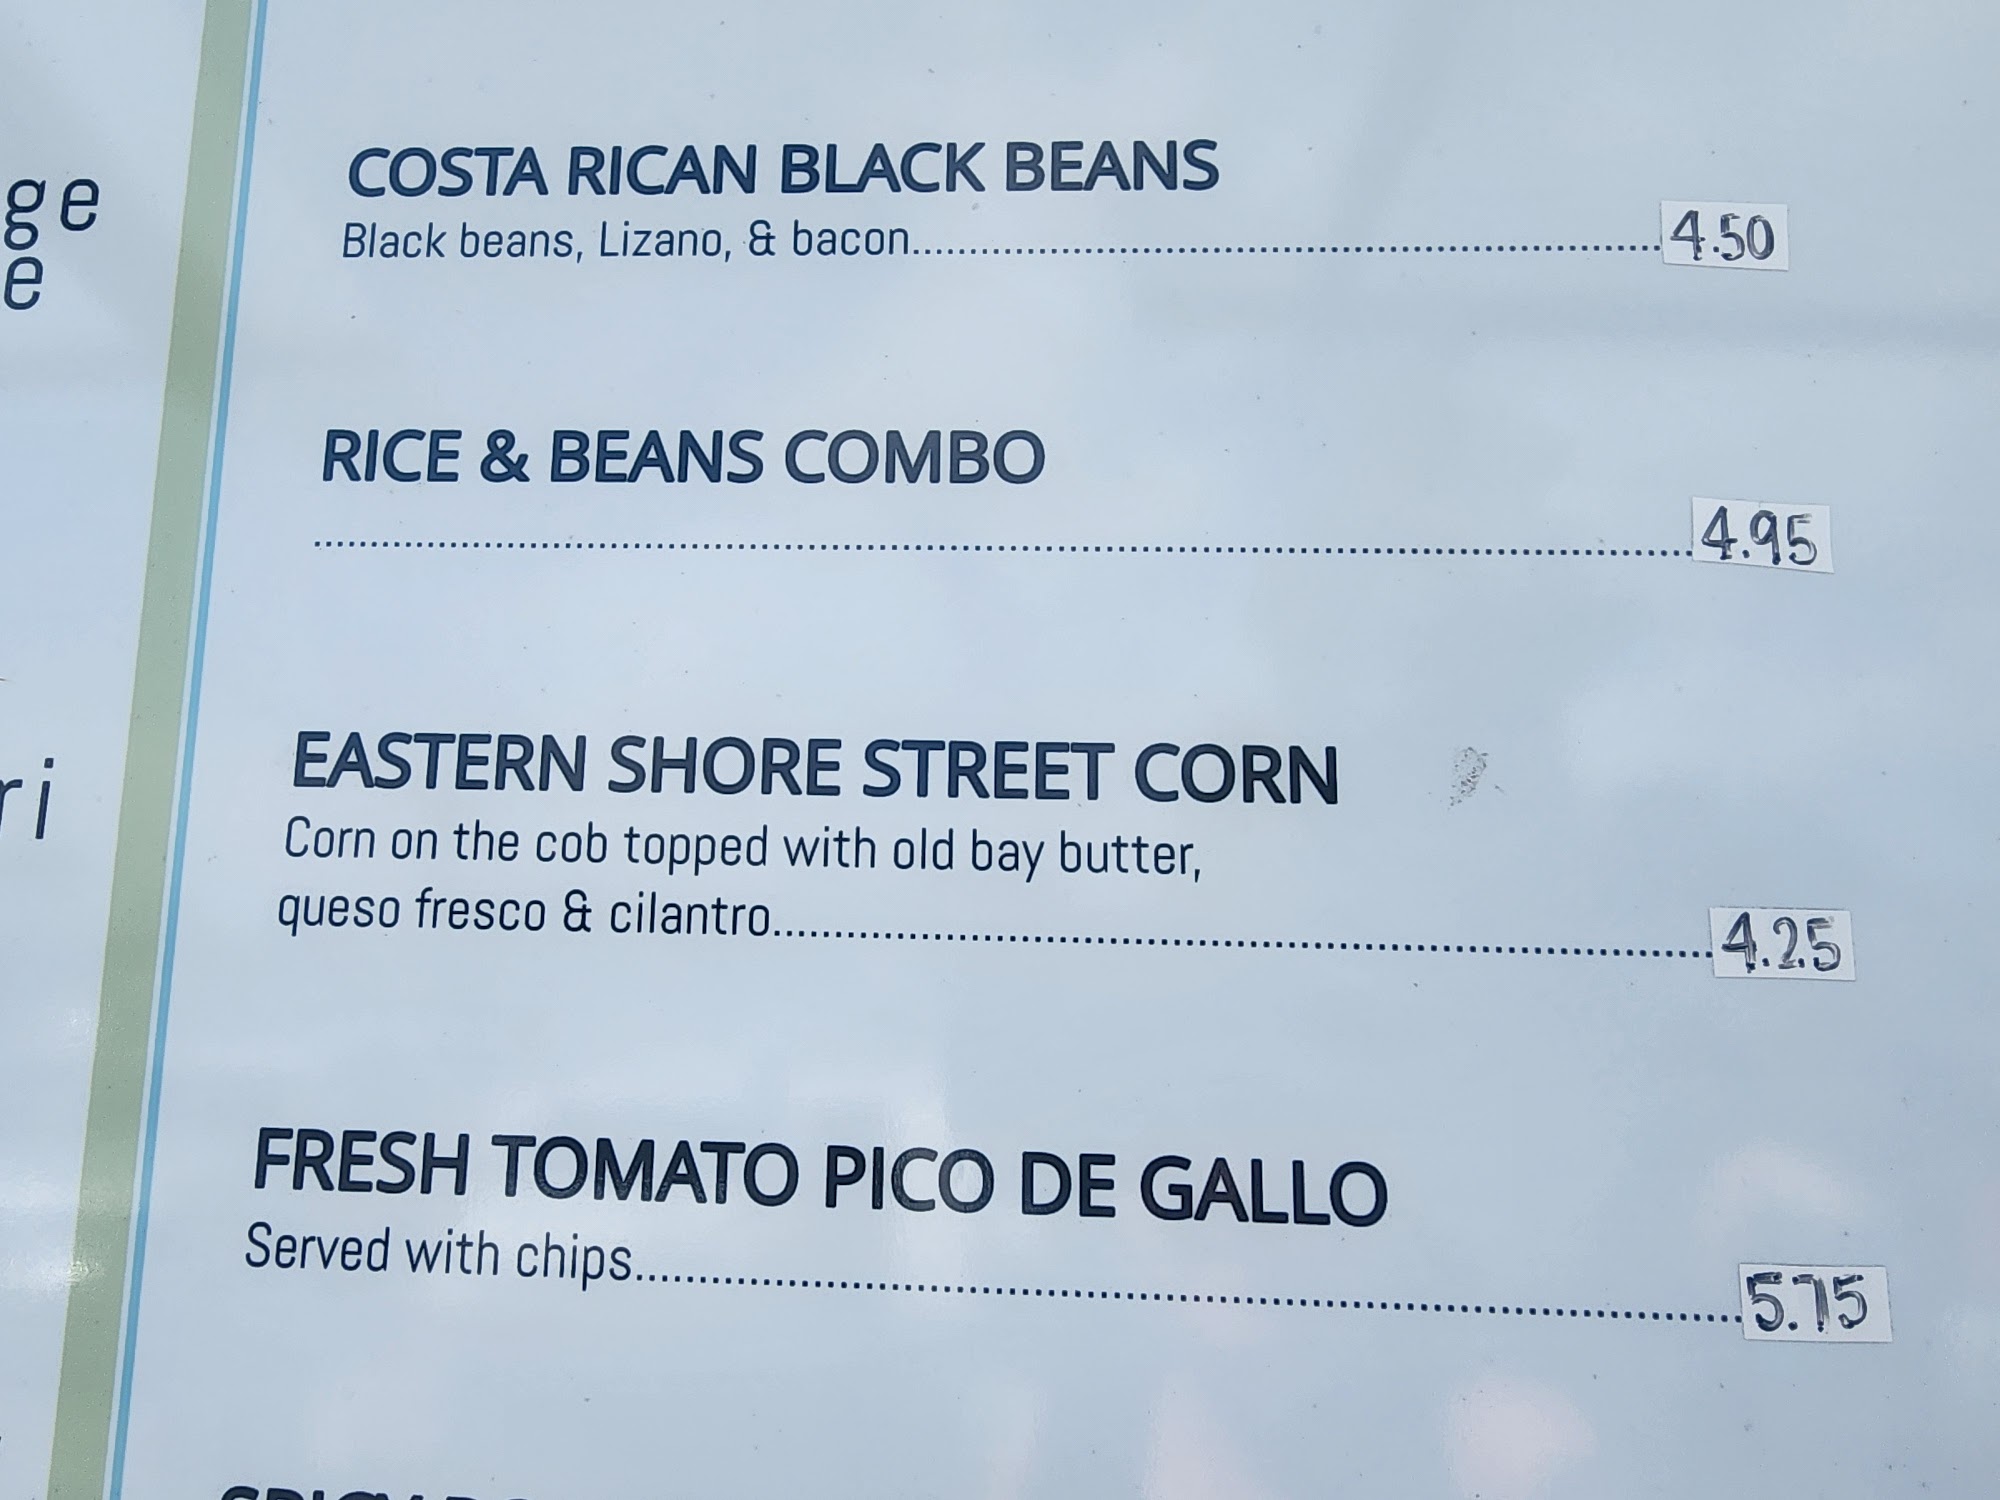 ge
e
ri
COSTA RICAN BLACK BEANS
Black beans, Lizano, & bacon 4.50
RICE & BEANS COMBO
4.95
EASTERN SHORE STREET CORN
Corn on the cob topped with old bay butter,
queso fresco & cilantro 4.25
FRESH TOMATO PICO DE GALLO
Served with chips 5.75